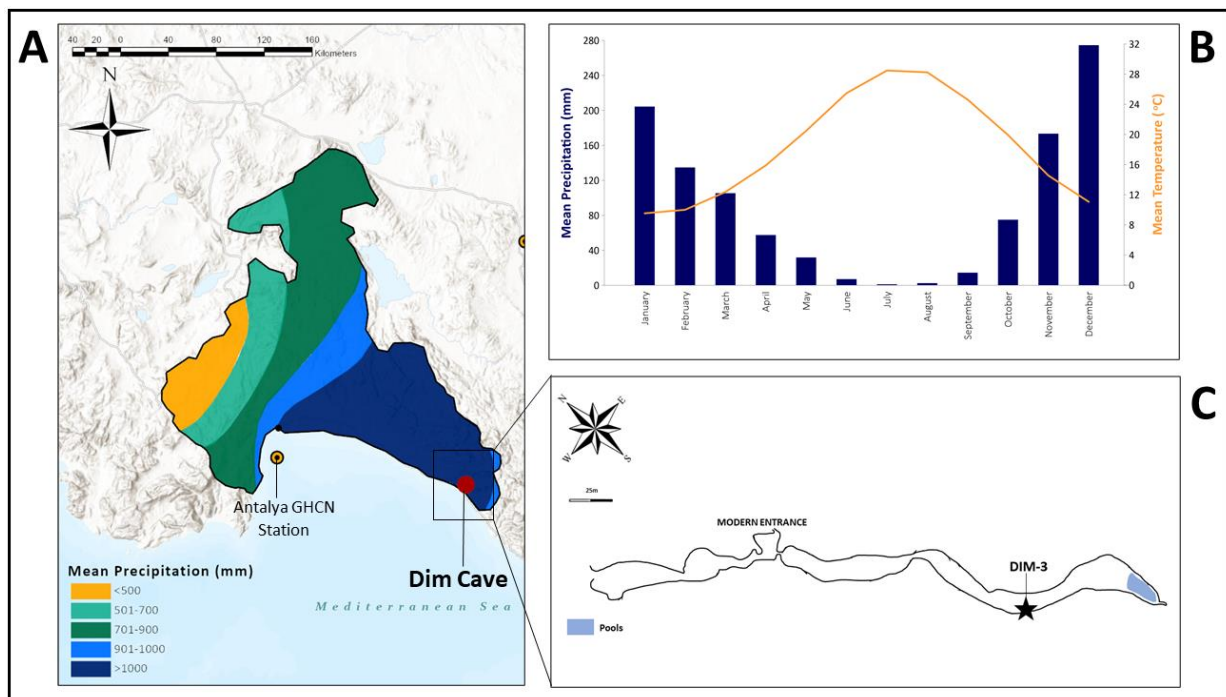 A
40 20 0 40 80 120 160
Kilometers
N
Antalya GHCN
Station
Dim Cave
Mediterranean Sea
Mean Precipitation (mm)
<500
501-700
701-900
901-1000
>1000
B
Mean Precipitation (mm)
280
240
200
160
120
80
40
0
January
February
March
April
May
June
July
August
September
October
November
December
32
28
24
20
16
12
8
4
0
Mean Temperature (°C)
C
N
E
W
S
25m
MODERN ENTRANCE
DIM-3
Pools